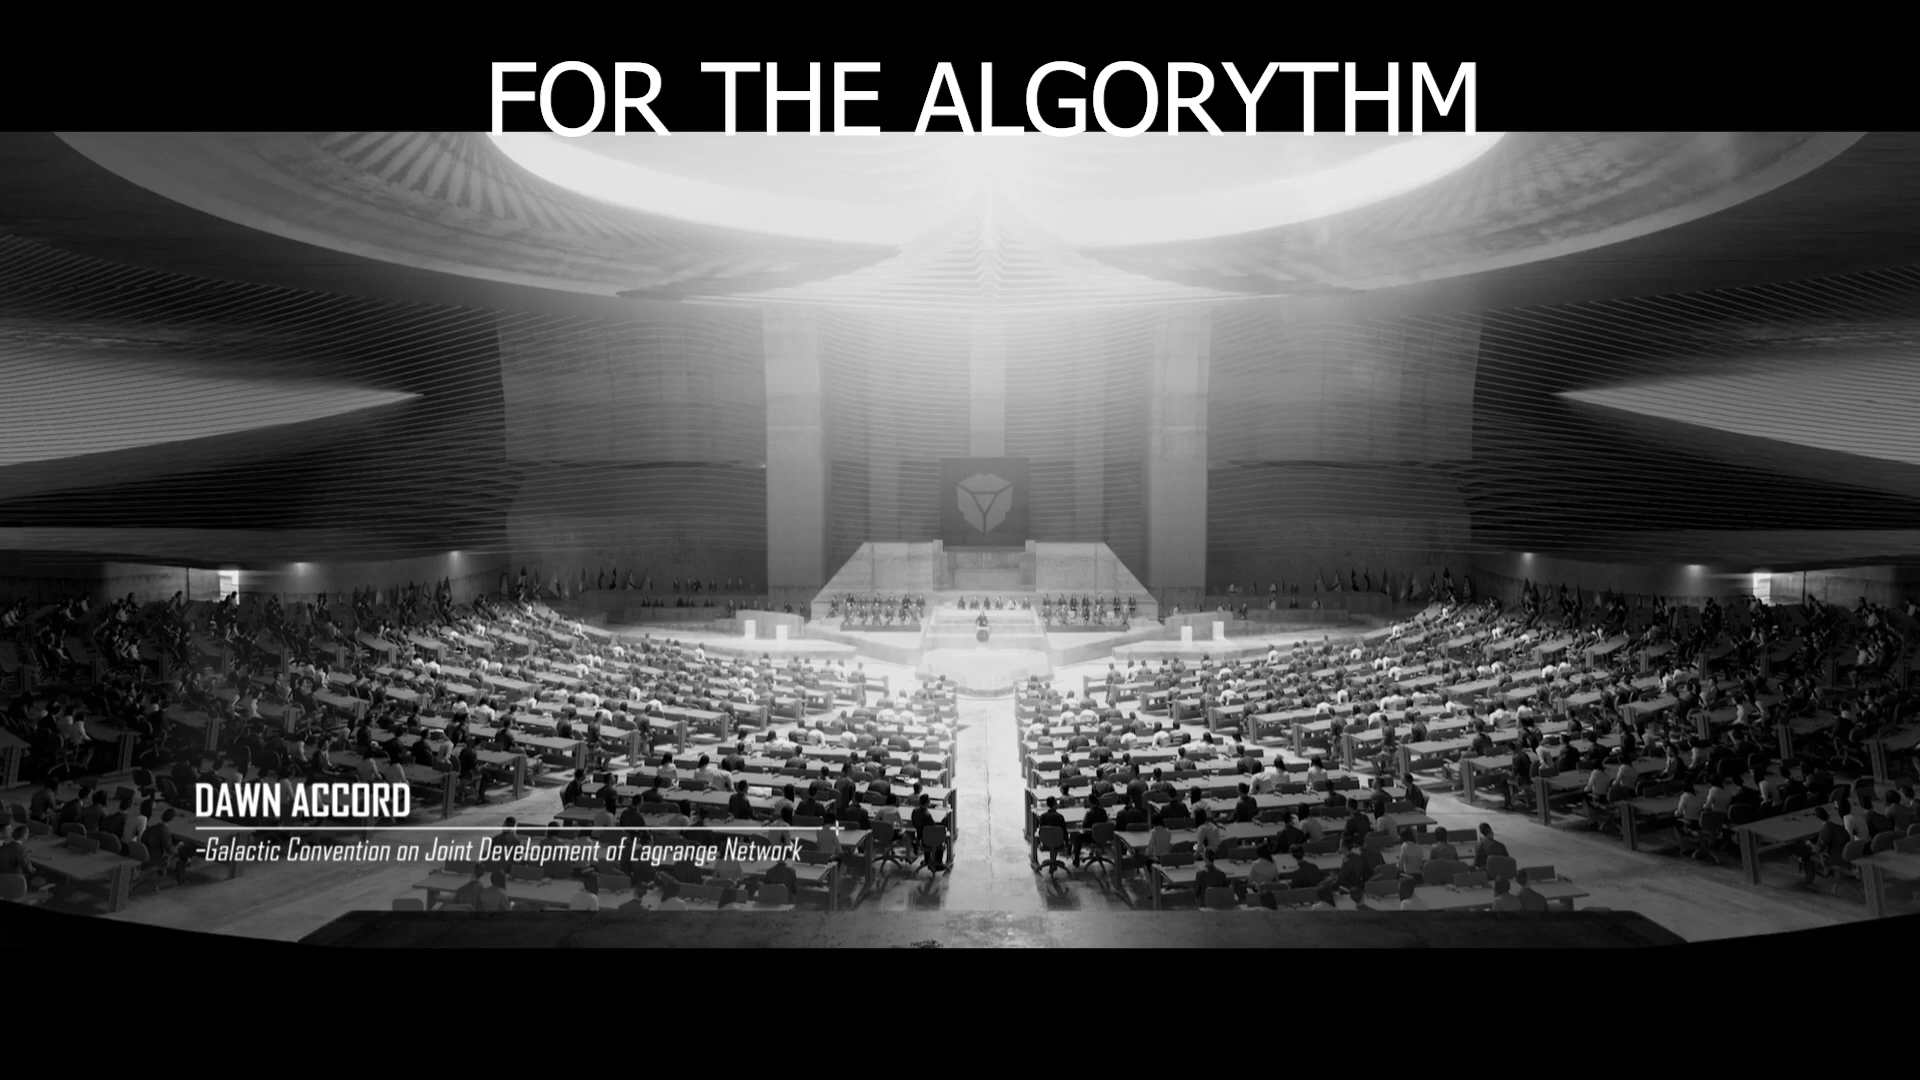 FOR THE ALGORYTHM
DAWN ACCORD
-Galactic Convention on Joint Development of Lagrange Network